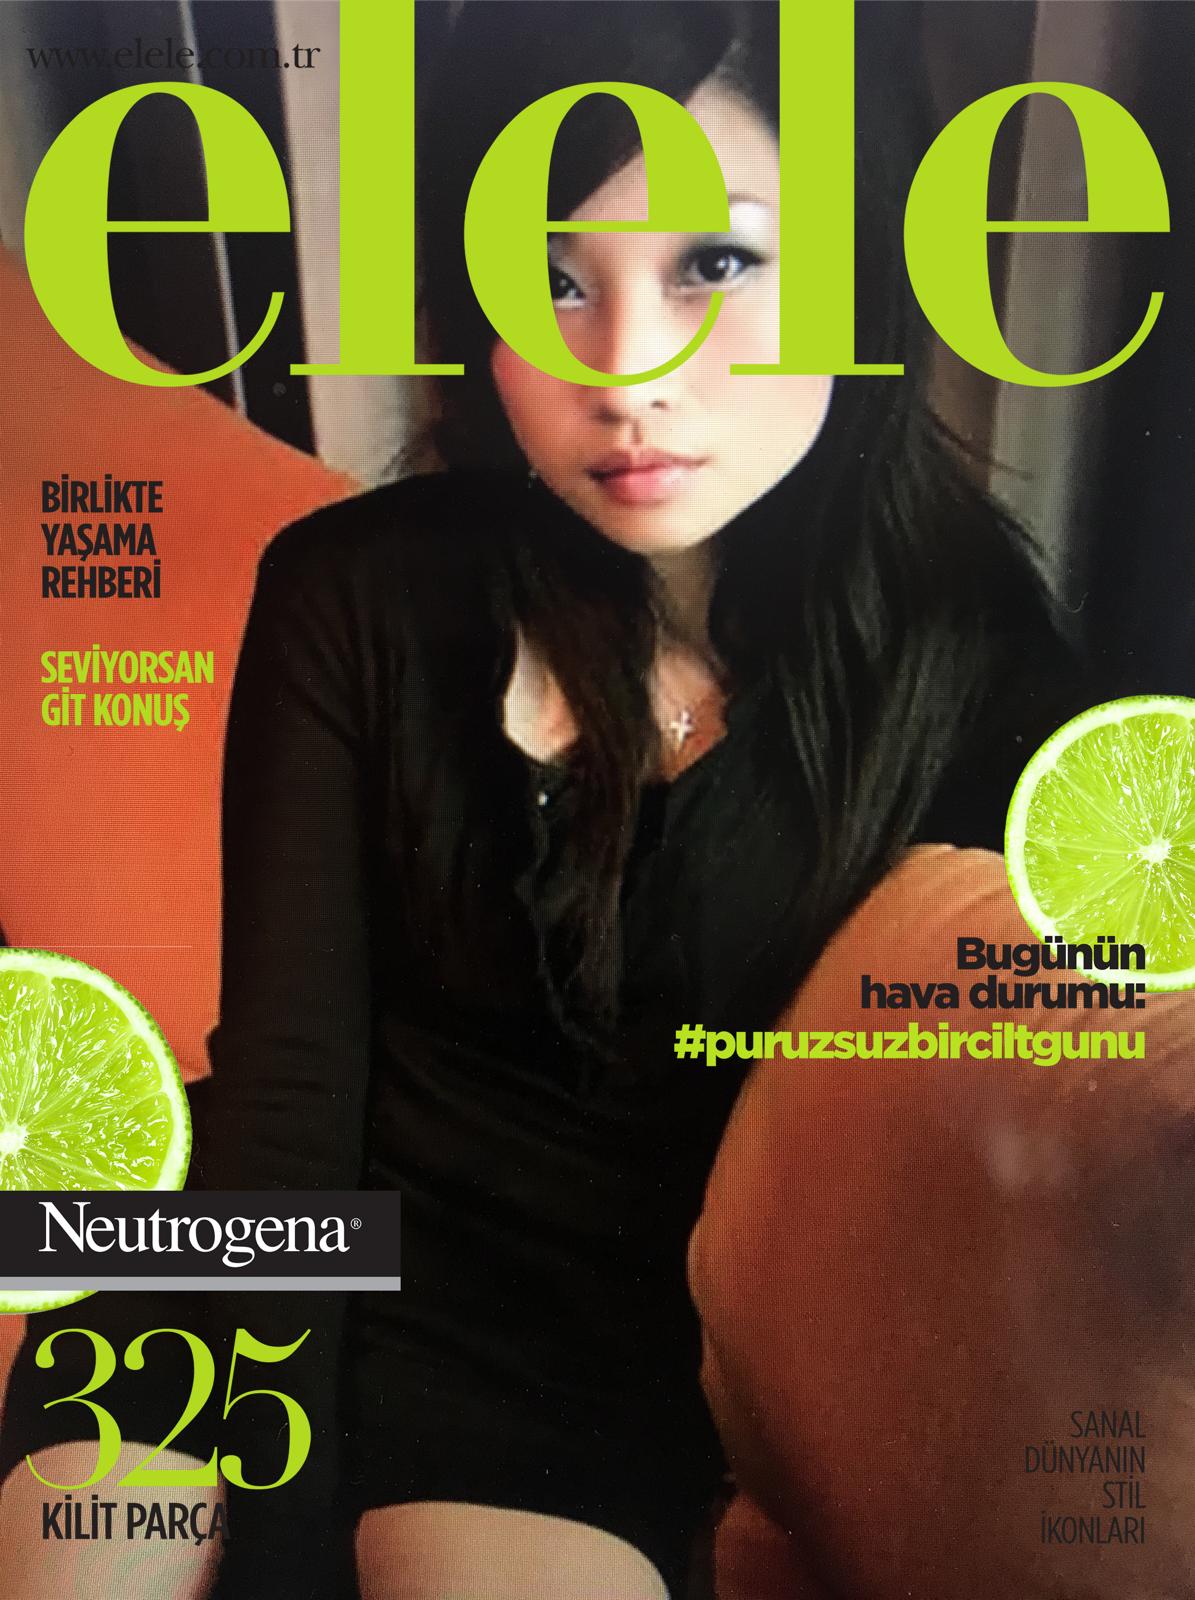 www.elele.com.tr
elele
BİRLİKTE
YAŞAMA
REHBERİ
SEVİYORSAN
GİT KONUŞ
Bugünün
hava durumu:
#puruzsuzbirciltgunu
Neutrogena®
325
KİLİT PARÇA
SANAL
DÜNYANIN
STİL
İKONLARI